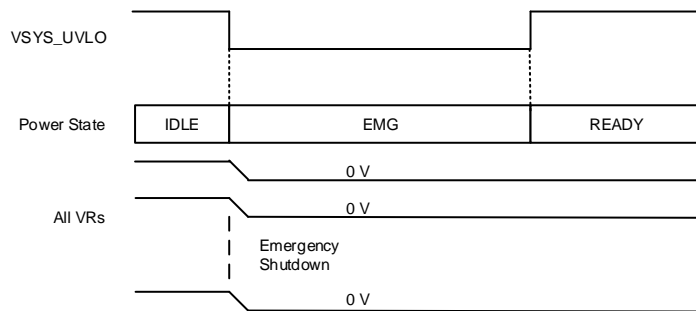 VSYS_UVLO
Power State
IDLE
EMG
READY
0 V
0 V
All VRs
Emergency
Shutdown
0 V